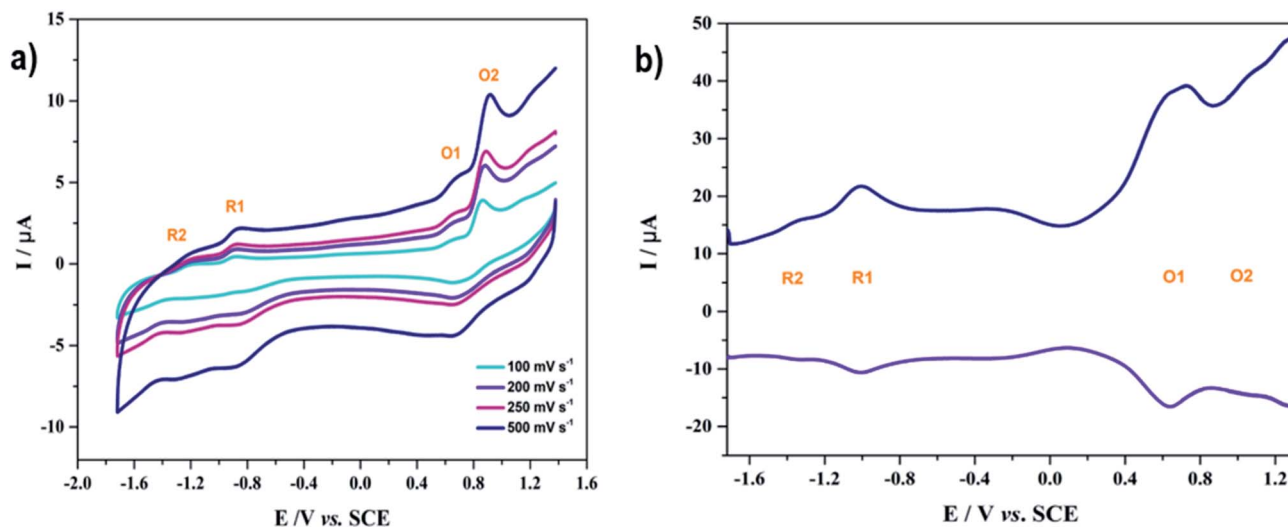 a)
I / µA
15
10
5
0
-5
-10
R2
R1
O1
O2
100 mV s⁻¹
200 mV s⁻¹
250 mV s⁻¹
500 mV s⁻¹
-2.0 -1.6 -1.2 -0.8 -0.4 0.0 0.4 0.8 1.2 1.6
E /V vs. SCE
b)
I / µA
50
40
30
20
10
0
-10
-20
R2 R1 O1 O2
-1.6 -1.2 -0.8 -0.4 0.0 0.4 0.8 1.2
E /V vs. SCE